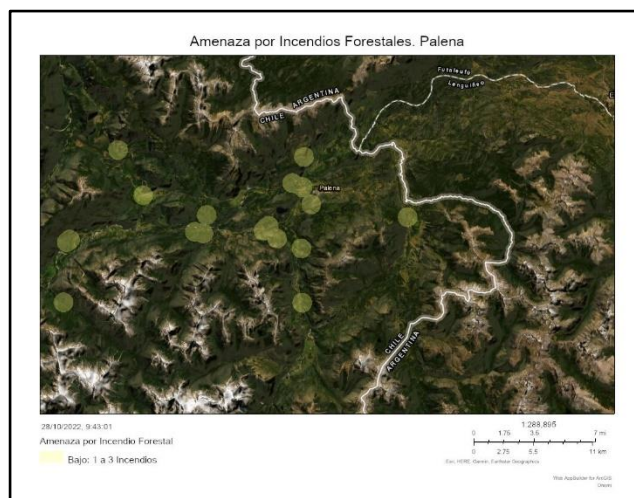 Amenaza por Incendios Forestales. Palena
Futaleufú
Languiñeo
CHILE ARGENTINA
Palena
CHILE
ARGENTINA
28/10/2022, 9:43:01
Amenaza por Incendio Forestal
Bajo: 1 a 3 Incendios
1:288,895
0 1.75 3.5 7 mi
0 2.75 5.5 11 km
Esri, HERE, Garmin, Earthstar Geographics
Web AppBuilder for ArcGIS